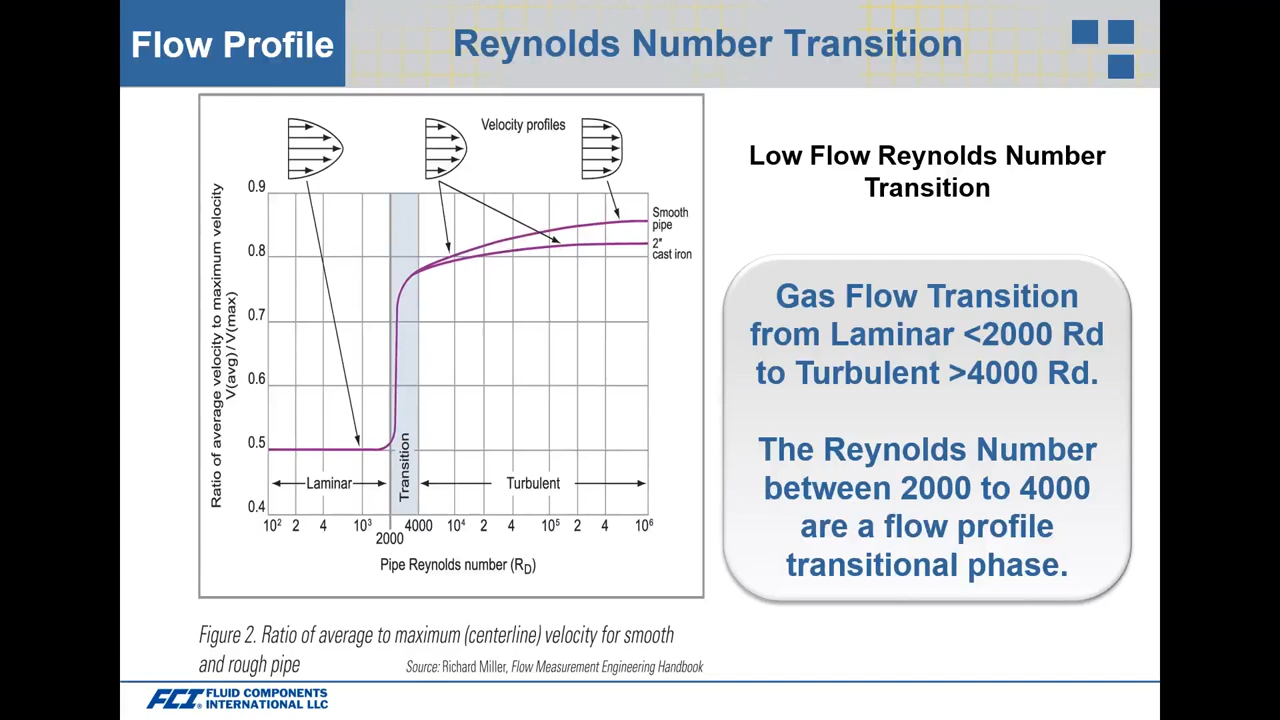 Flow Profile
Reynolds Number Transition
Velocity profiles
Ratio of average velocity to maximum velocity
V(avg) / V(max)
0.9
0.8
0.7
0.6
0.5
0.4
Smooth
pipe
2"
cast iron
Laminar
Transition
Turbulent
10² 2 4 10³ 4000 10⁴ 2 4 10⁵ 2 4 10⁶
2000
Pipe Reynolds number (R_D)
Figure 2. Ratio of average to maximum (centerline) velocity for smooth
and rough pipe
Source: Richard Miller, Flow Measurement Engineering Handbook
Low Flow Reynolds Number
Transition
Gas Flow Transition
from Laminar <2000 Rd
to Turbulent >4000 Rd.
The Reynolds Number
between 2000 to 4000
are a flow profile
transitional phase.
FCI® FLUID COMPONENTS
INTERNATIONAL LLC